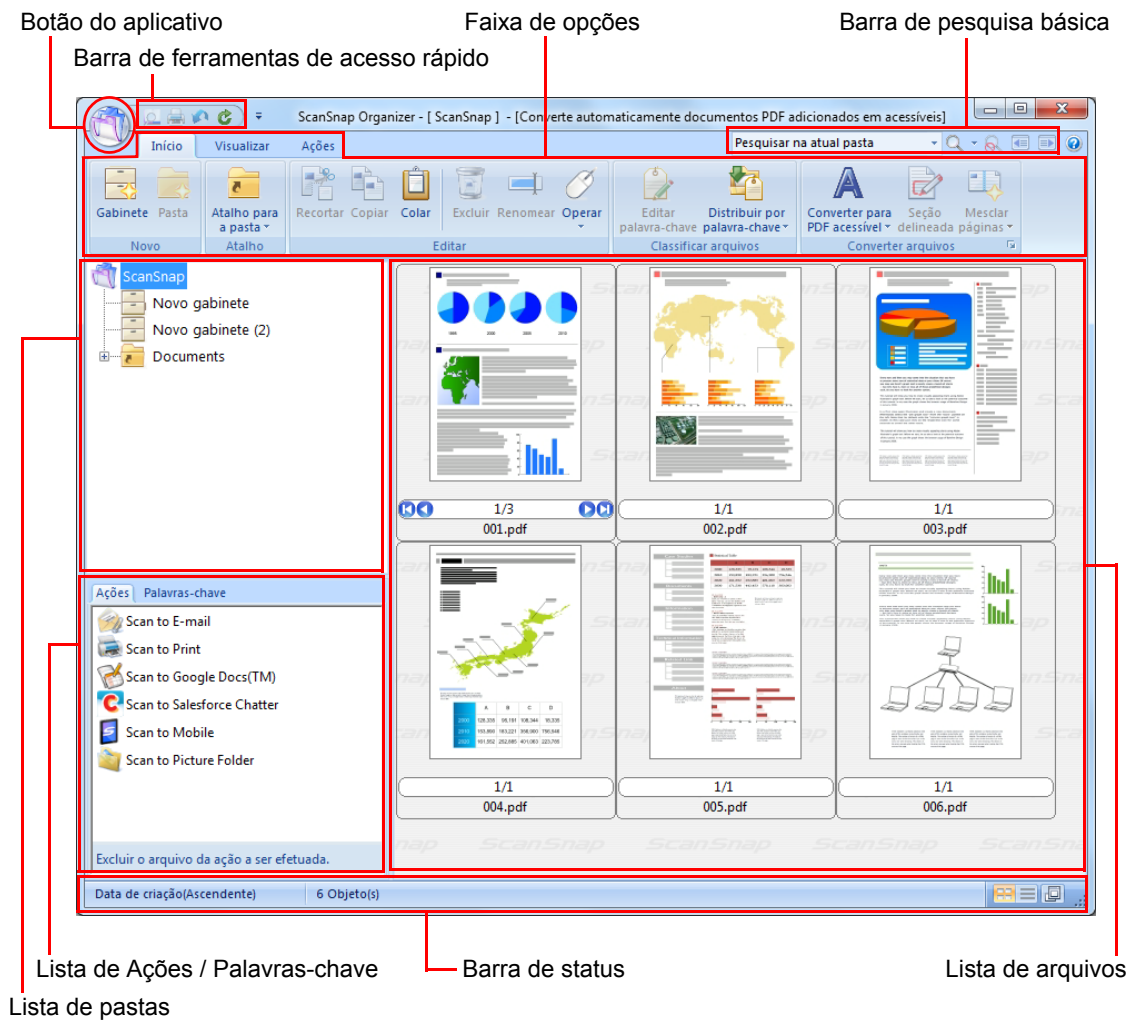 Botão do aplicativo
Faixa de opções
Barra de pesquisa básica
Barra de ferramentas de acesso rápido
ScanSnap Organizer - [ ScanSnap ] - [Converte automaticamente documentos PDF adicionados em acessíveis]
Início Visualizar Ações
Pesquisar na atual pasta
Gabinete Pasta
Atalho para a pasta
Recortar Copiar Colar Excluir Renomear Operar
Editar palavra-chave
Distribuir por palavra-chave
Converter para PDF acessível
Seção delineada
Mesclar páginas
Novo Atalho Editar Classificar arquivos Converter arquivos
ScanSnap
Novo gabinete
Novo gabinete (2)
Documents
1/3
001.pdf
1/1
002.pdf
1/1
003.pdf
Ações Palavras-chave
Scan to E-mail
Scan to Print
Scan to Google Docs(TM)
Scan to Salesforce Chatter
Scan to Mobile
Scan to Picture Folder
Excluir o arquivo da ação a ser efetuada.
A B C D
1/1
004.pdf
1/1
005.pdf
1/1
006.pdf
ScanSnap ScanSnap
Data de criação(Ascendente) 6 Objeto(s)
Lista de Ações / Palavras-chave
Barra de status
Lista de arquivos
Lista de pastas